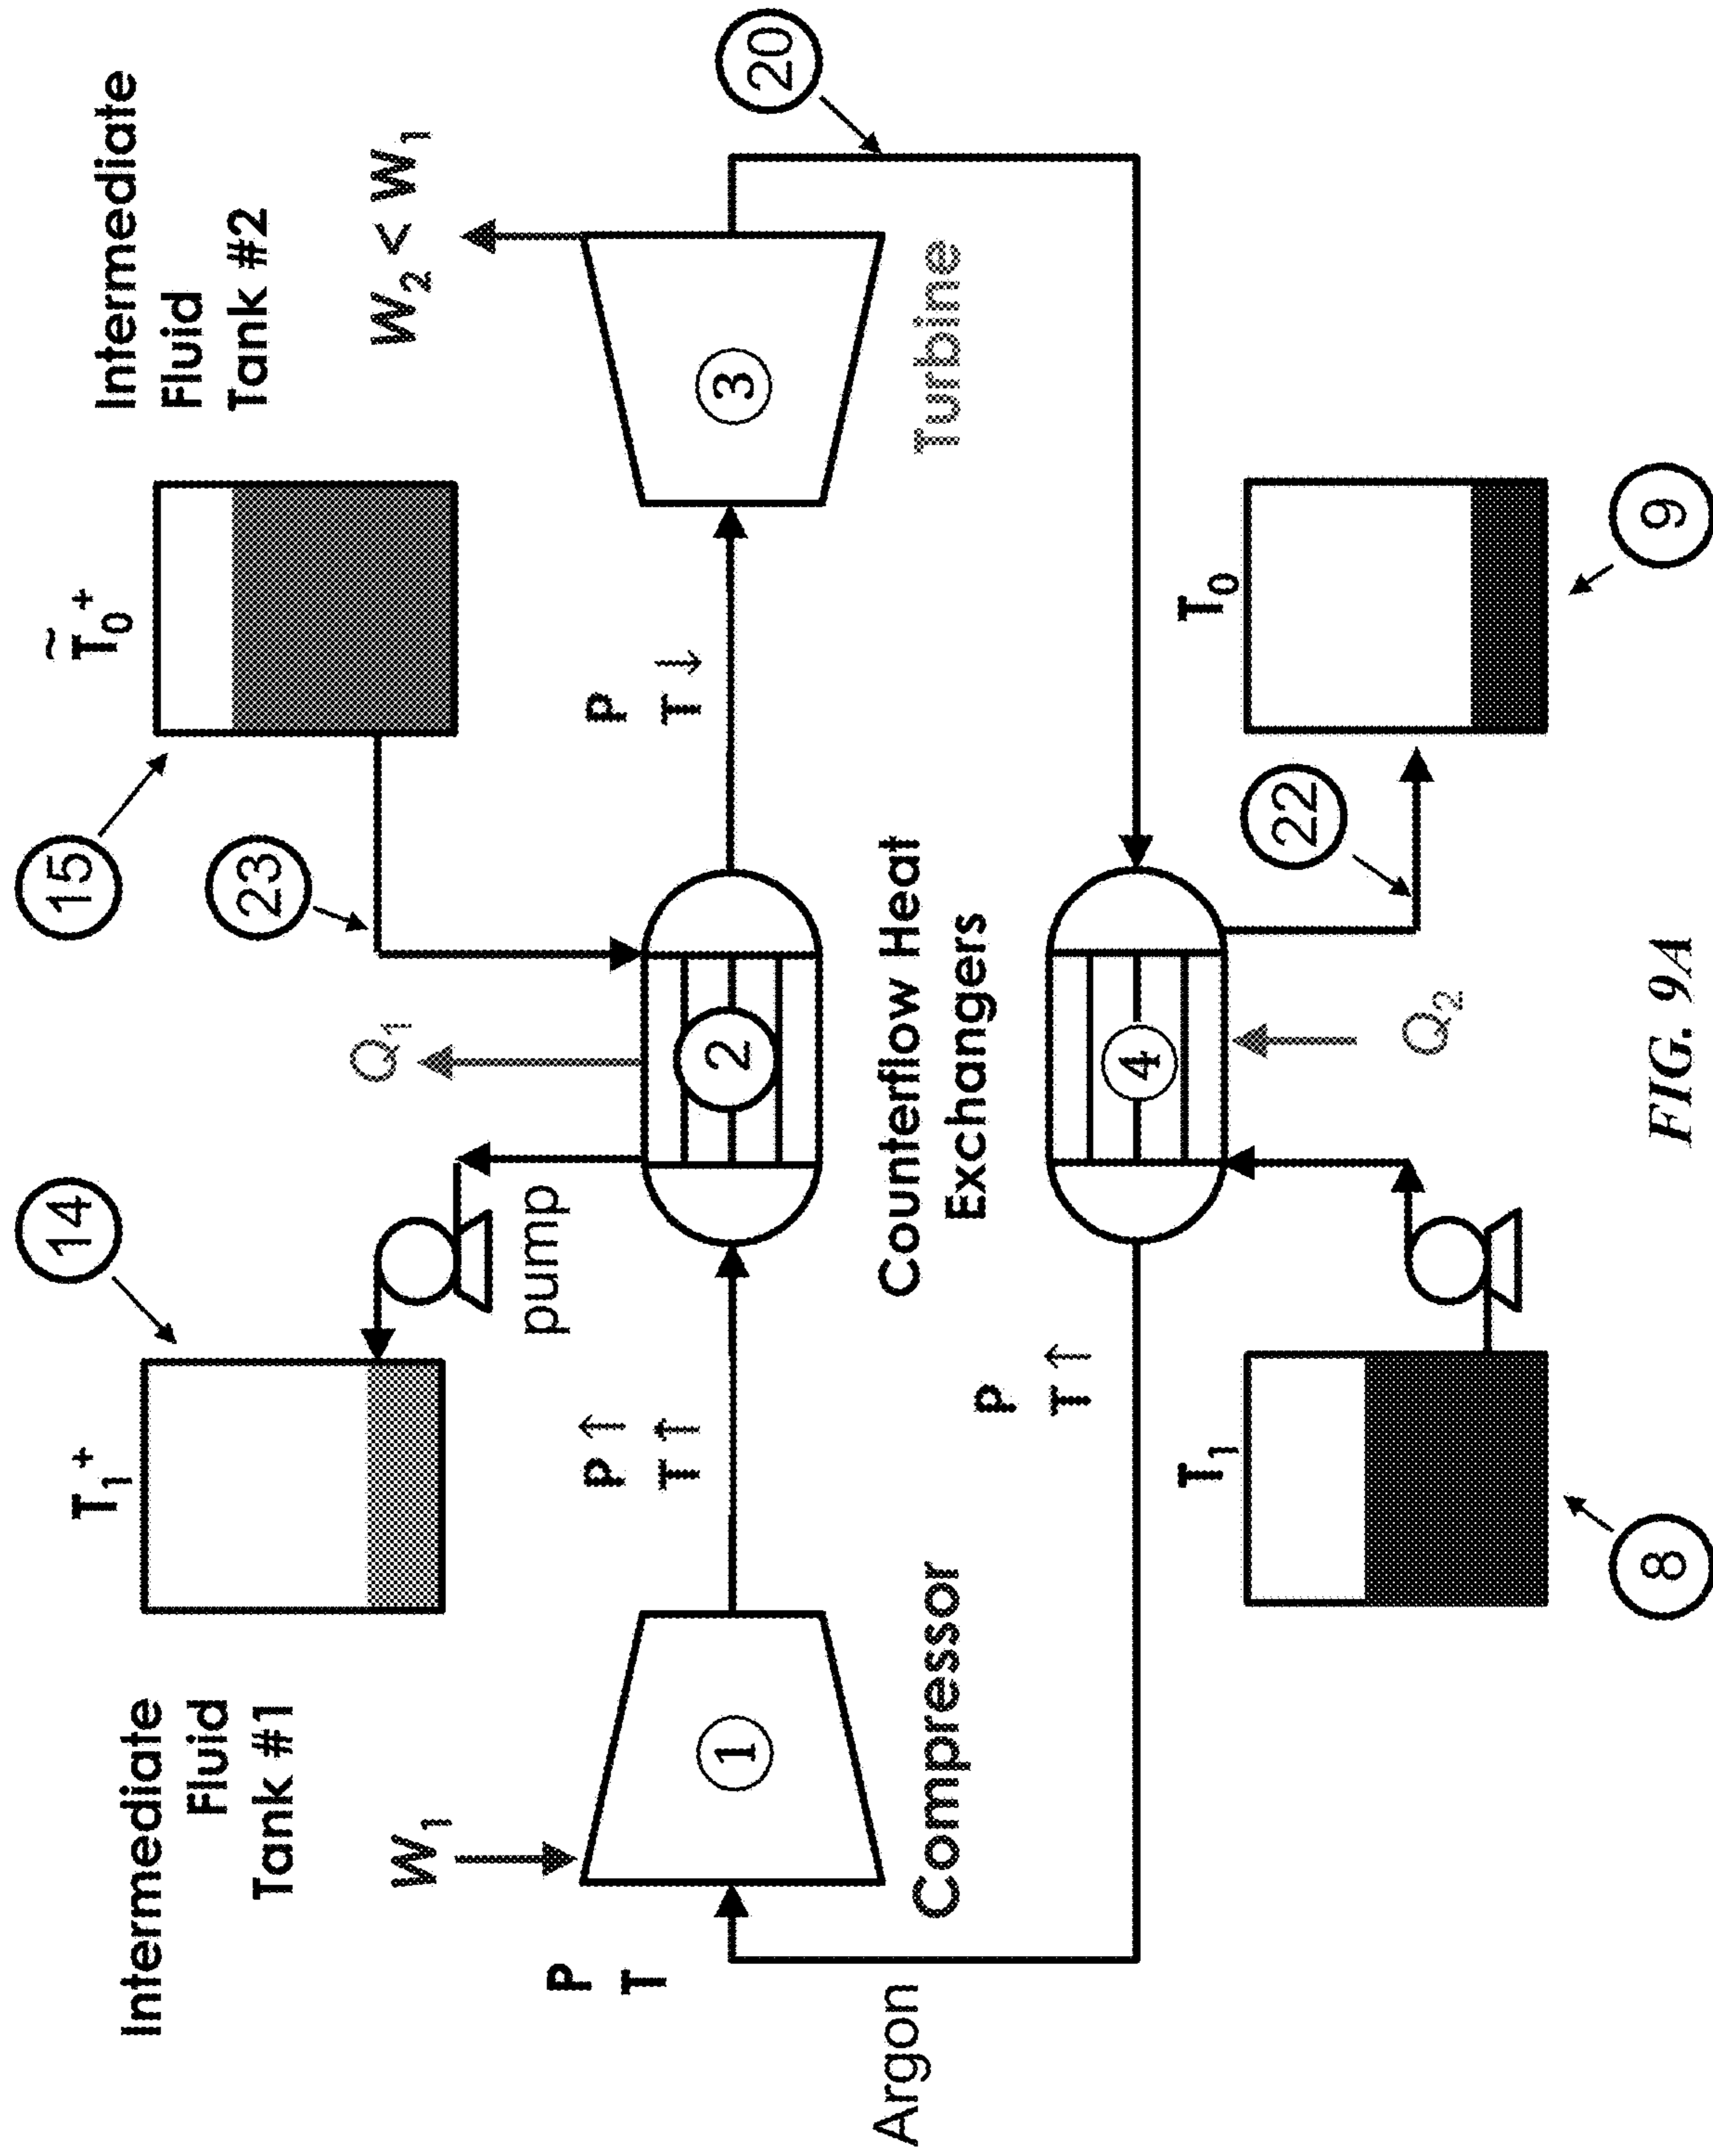 Intermediate
Fluid
Tank #1
T₁⁺
14
15
T̃₀⁺
Intermediate
Fluid
Tank #2
23
W₁
pump
Q₁
W₂ < W₁
20
P
T
1
P↑
T↑
2
P
T↓
3
Compressor
Counterflow Heat
Exchangers
Turbine
Argon
P
T↑
4
T₁
Q₂
22
T₀
8
9
FIG. 9A